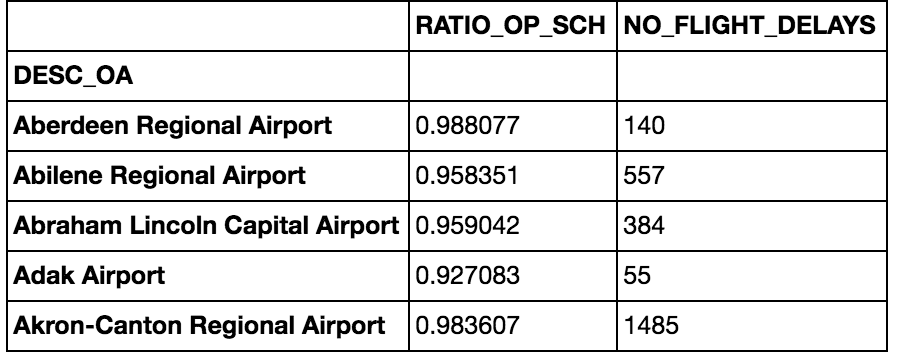 RATIO_OP_SCH NO_FLIGHT_DELAYS
DESC_OA
Aberdeen Regional Airport 0.988077 140
Abilene Regional Airport 0.958351 557
Abraham Lincoln Capital Airport 0.959042 384
Adak Airport 0.927083 55
Akron-Canton Regional Airport 0.983607 1485